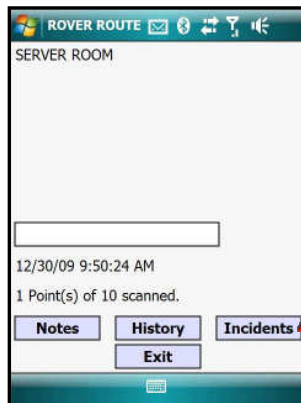 ROVER ROUTE
SERVER ROOM
12/30/09 9:50:24 AM
1 Point(s) of 10 scanned.
Notes History Incidents
Exit